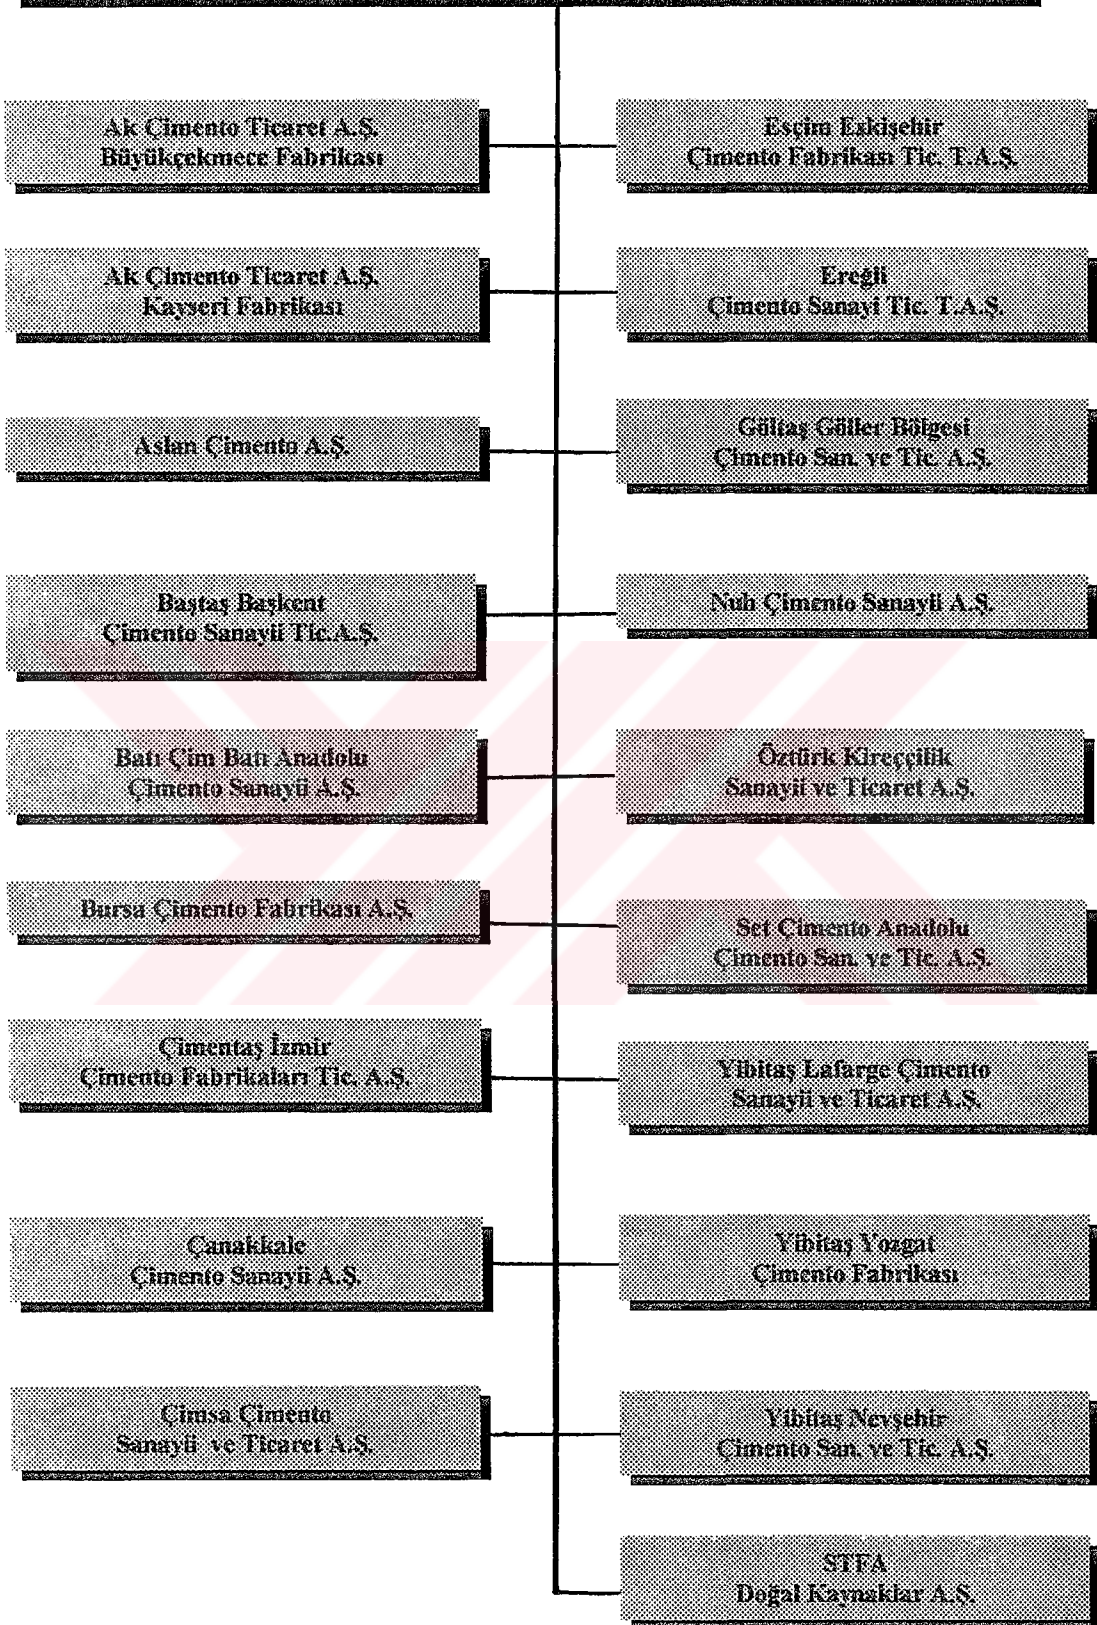 Ak Çimento Ticaret A.Ş.
Büyükçekmece Fabrikası
Esçim Eskişehir
Çimento Fabrikası Tic. T.A.Ş.
Ak Çimento Ticaret A.Ş.
Kayseri Fabrikası
Ereğli
Çimento Sanayi Tic. T.A.Ş.
Aslan Çimento A.Ş.
Göltaş Göller Bölgesi
Çimento San. ve Tic. A.Ş.
Baştaş Başkent
Çimento Sanayii Tic.A.Ş.
Nuh Çimento Sanayii A.Ş.
Batı Çim Batı Anadolu
Çimento Sanayii A.Ş.
Öztürk Kireççilik
Sanayii ve Ticaret A.Ş.
Bursa Çimento Fabrikası A.Ş.
Set Çimento Anadolu
Çimento San. ve Tic. A.Ş.
Çimentaş İzmir
Çimento Fabrikaları Tic. A.Ş.
Yibitaş Lafarge Çimento
Sanayii ve Ticaret A.Ş.
Çanakkale
Çimento Sanayii A.Ş.
Yibitaş Yozgat
Çimento Fabrikası
Çimsa Çimento
Sanayii ve Ticaret A.Ş.
Yibitaş Nevşehir
Çimento San. ve Tic. A.Ş.
STFA
Doğal Kaynaklar A.Ş.